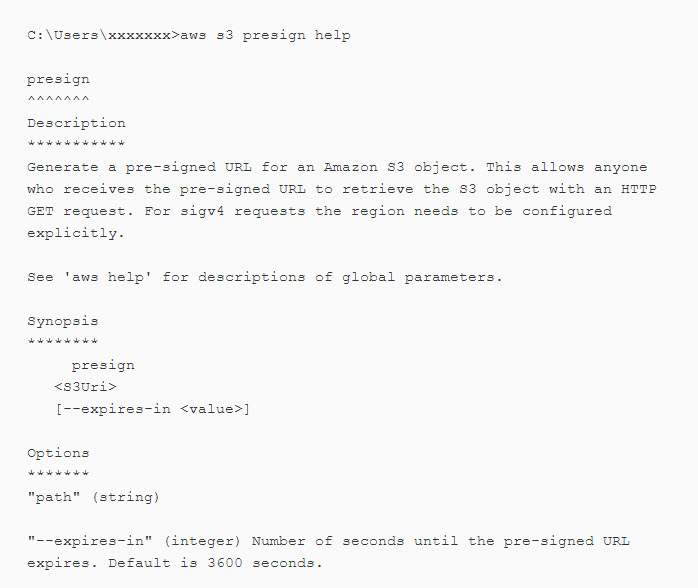 C:\Users\xxxxxxx>aws s3 presign help
presign
^^^^^^^
Description
***********
Generate a pre-signed URL for an Amazon S3 object. This allows anyone
who receives the pre-signed URL to retrieve the S3 object with an HTTP
GET request. For sigv4 requests the region needs to be configured
explicitly.
See 'aws help' for descriptions of global parameters.
Synopsis
********
presign
<S3Uri>
[--expires-in <value>]
Options
*******
"path" (string)
"--expires-in" (integer) Number of seconds until the pre-signed URL
expires. Default is 3600 seconds.